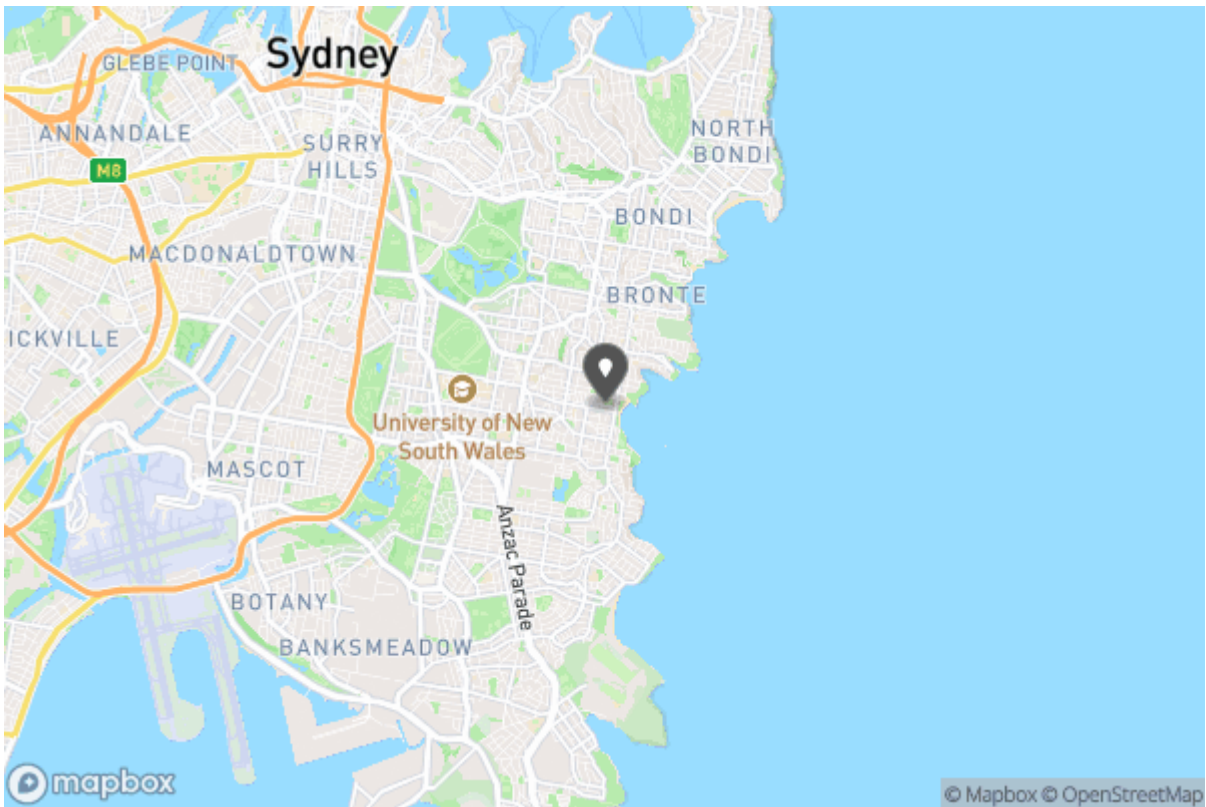 Sydney
GLEBE POINT
ANNANDALE
M8
SURRY
HILLS
NORTH
BONDI
BONDI
MACDONALDTOWN
BRONTE
ICKVILLE
University of New
South Wales
MASCOT
Anzac Parade
BOTANY
BANKSMEADOW
mapbox
© Mapbox © OpenStreetMap